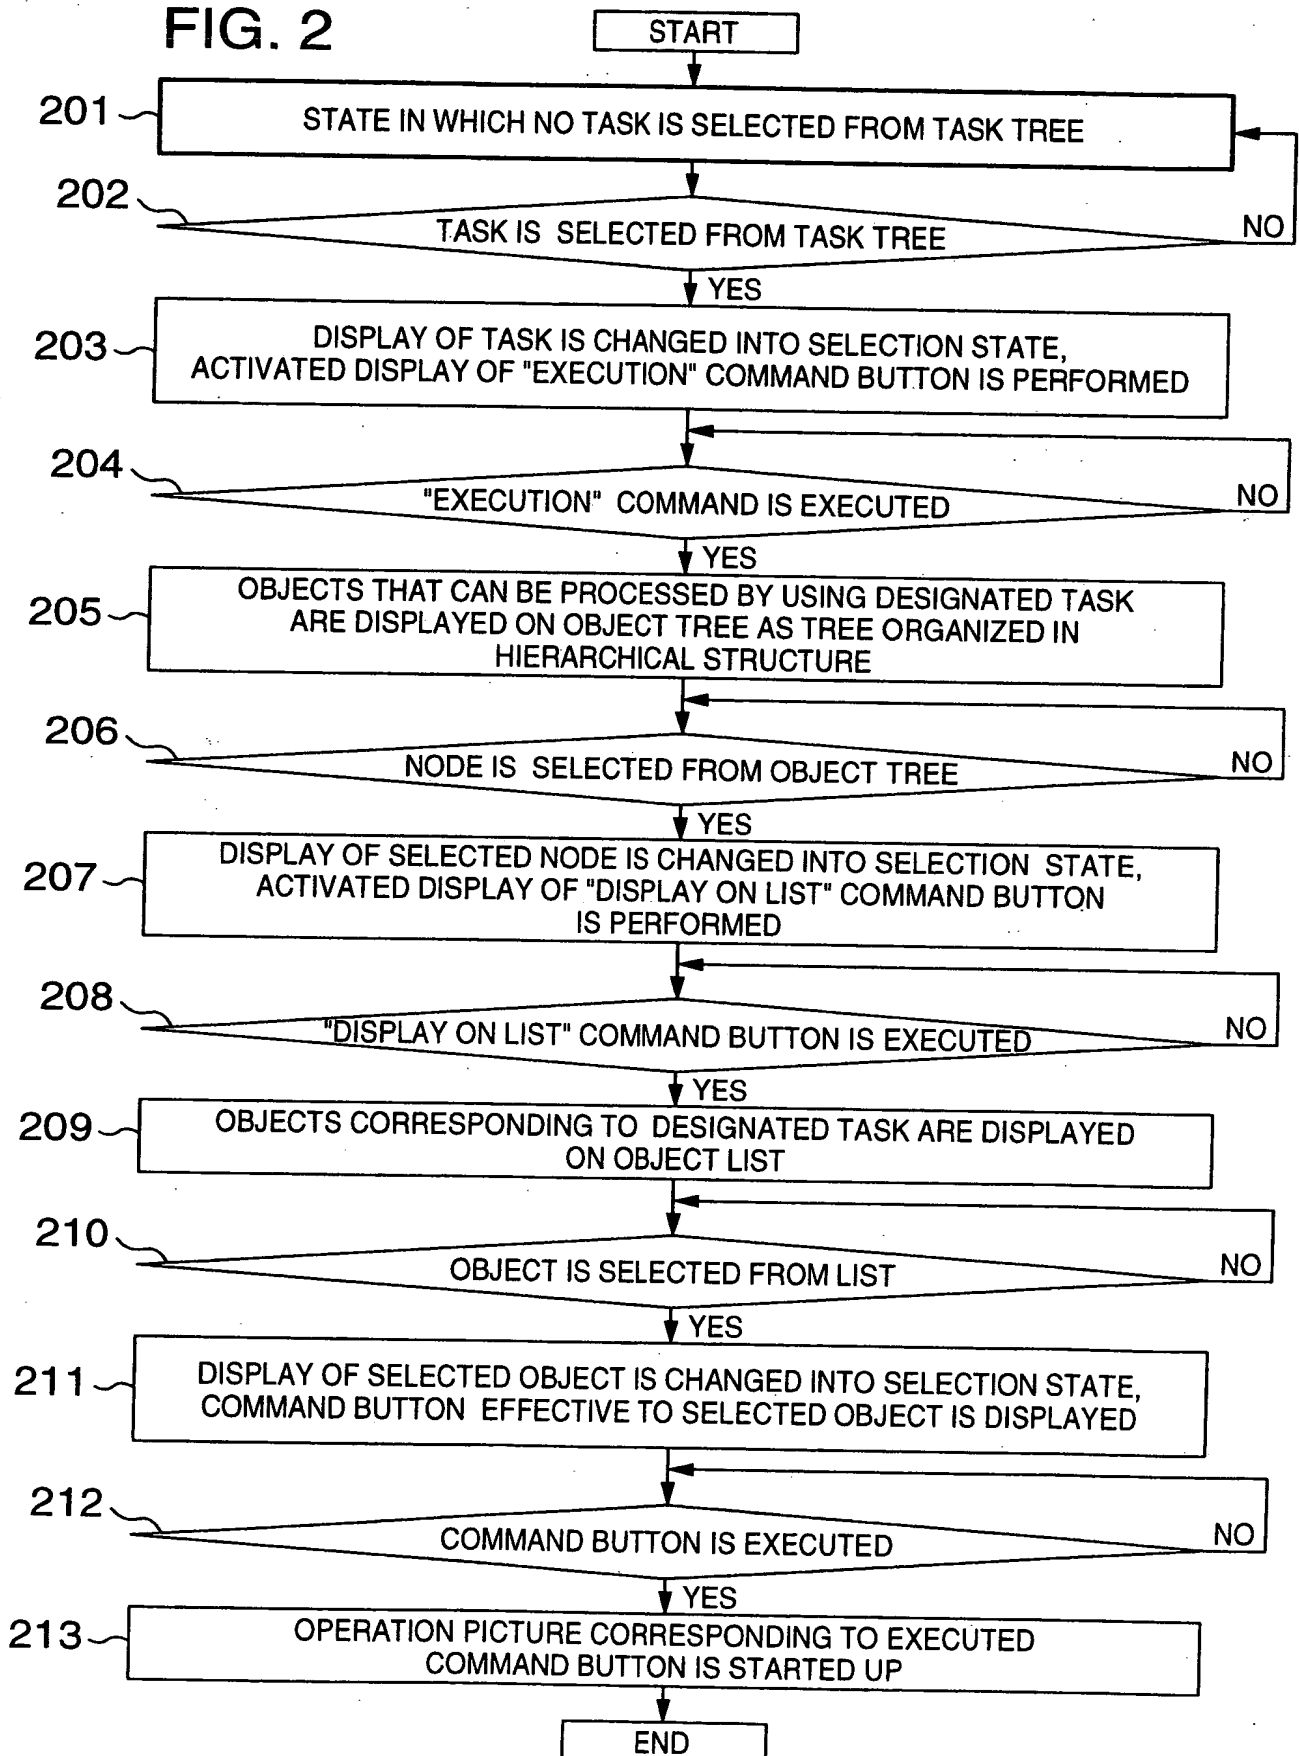 FIG. 2
START
201
STATE IN WHICH NO TASK IS SELECTED FROM TASK TREE
202
TASK IS SELECTED FROM TASK TREE
NO
YES
203
DISPLAY OF TASK IS CHANGED INTO SELECTION STATE,
ACTIVATED DISPLAY OF "EXECUTION" COMMAND BUTTON IS PERFORMED
204
"EXECUTION" COMMAND IS EXECUTED
NO
YES
205
OBJECTS THAT CAN BE PROCESSED BY USING DESIGNATED TASK
ARE DISPLAYED ON OBJECT TREE AS TREE ORGANIZED IN
HIERARCHICAL STRUCTURE
206
NODE IS SELECTED FROM OBJECT TREE
NO
YES
207
DISPLAY OF SELECTED NODE IS CHANGED INTO SELECTION STATE,
ACTIVATED DISPLAY OF "DISPLAY ON LIST" COMMAND BUTTON
IS PERFORMED
208
"DISPLAY ON LIST" COMMAND BUTTON IS EXECUTED
NO
YES
209
OBJECTS CORRESPONDING TO DESIGNATED TASK ARE DISPLAYED
ON OBJECT LIST
210
OBJECT IS SELECTED FROM LIST
NO
YES
211
DISPLAY OF SELECTED OBJECT IS CHANGED INTO SELECTION STATE,
COMMAND BUTTON EFFECTIVE TO SELECTED OBJECT IS DISPLAYED
212
COMMAND BUTTON IS EXECUTED
NO
YES
213
OPERATION PICTURE CORRESPONDING TO EXECUTED
COMMAND BUTTON IS STARTED UP
END